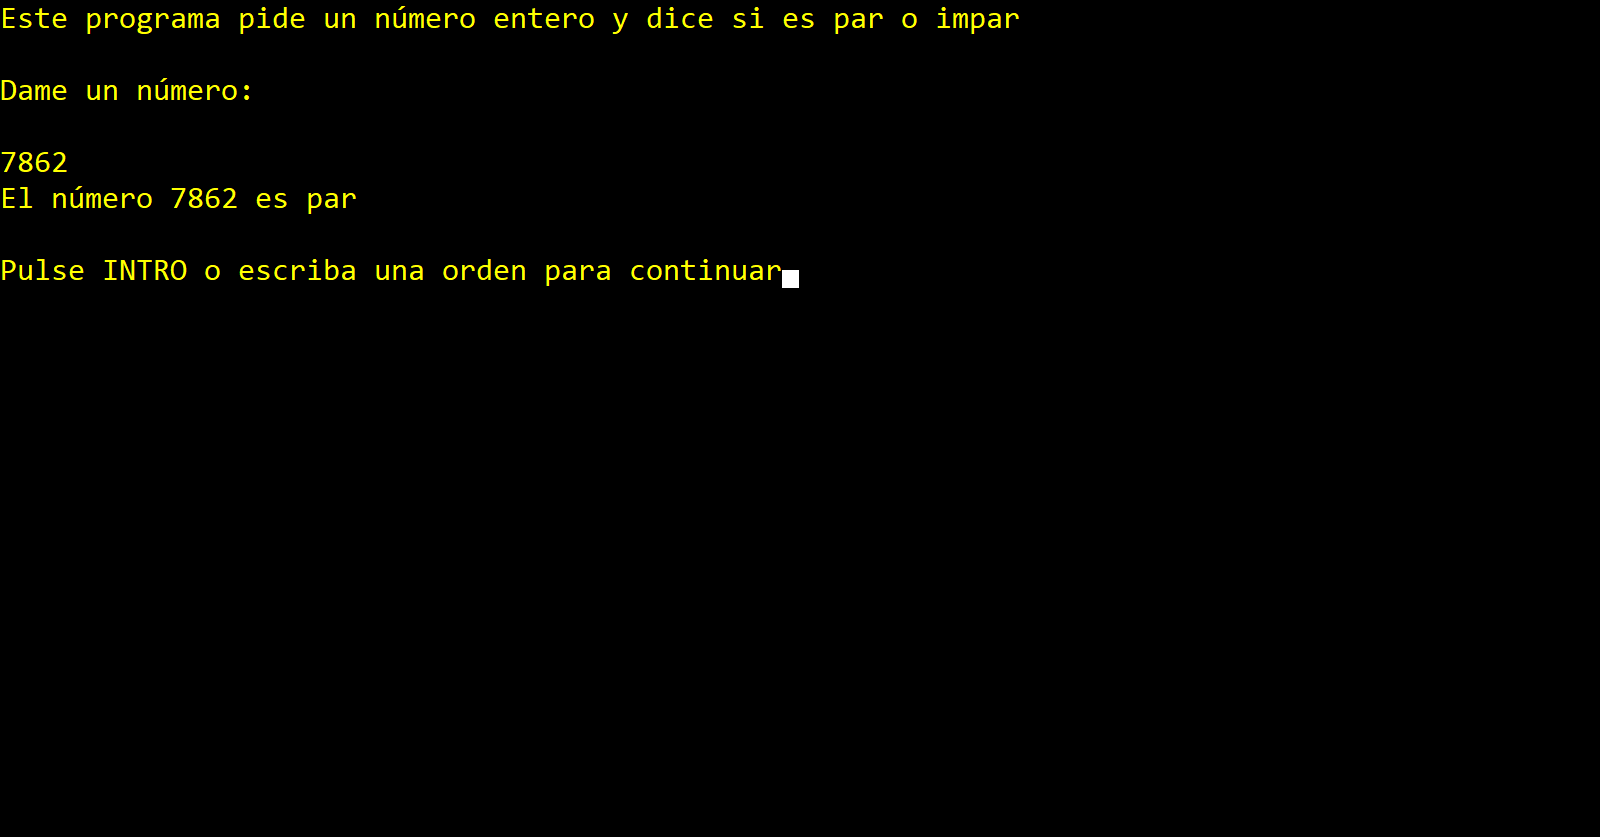 Este programa pide un número entero y dice si es par o impar
Dame un número:
7862
El número 7862 es par
Pulse INTRO o escriba una orden para continuar